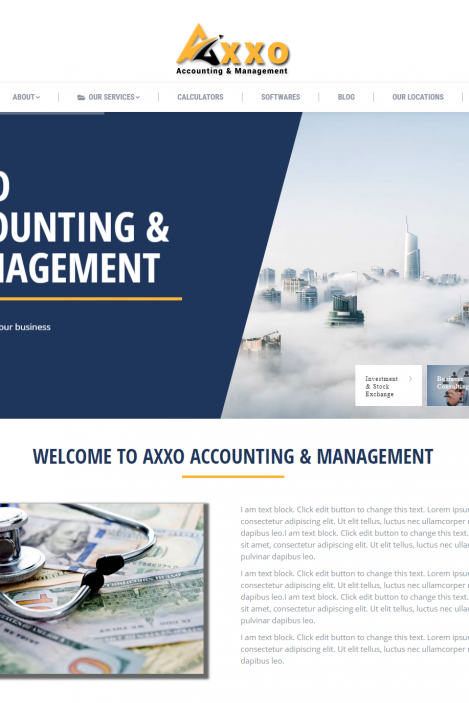 Axxo
Accounting & Management
ABOUT
OUR SERVICES
CALCULATORS
SOFTWARES
BLOG
OUR LOCATIONS
O
OUNTING &
AGEMENT
our business
Investment
& Stock
Exchange
Business
Consulting
WELCOME TO AXXO ACCOUNTING & MANAGEMENT
I am text block. Click edit button to change this text. Lorem ipsu
consectetur adipiscing elit. Ut elit tellus, luctus nec ullamcorper
dapibus leo.I am text block. Click edit button to change this text.
sit amet, consectetur adipiscing elit. Ut elit tellus, luctus nec ulla
pulvinar dapibus leo.
I am text block. Click edit button to change this text. Lorem ipsu
consectetur adipiscing elit. Ut elit tellus, luctus nec ullamcorper
dapibus leo.I am text block. Click edit button to change this text.
sit amet, consectetur adipiscing elit. Ut elit tellus, luctus nec ulla
pulvinar dapibus leo.
I am text block. Click edit button to change this text. Lorem ipsu
consectetur adipiscing elit. Ut elit tellus, luctus nec ullamcorper
dapibus leo.